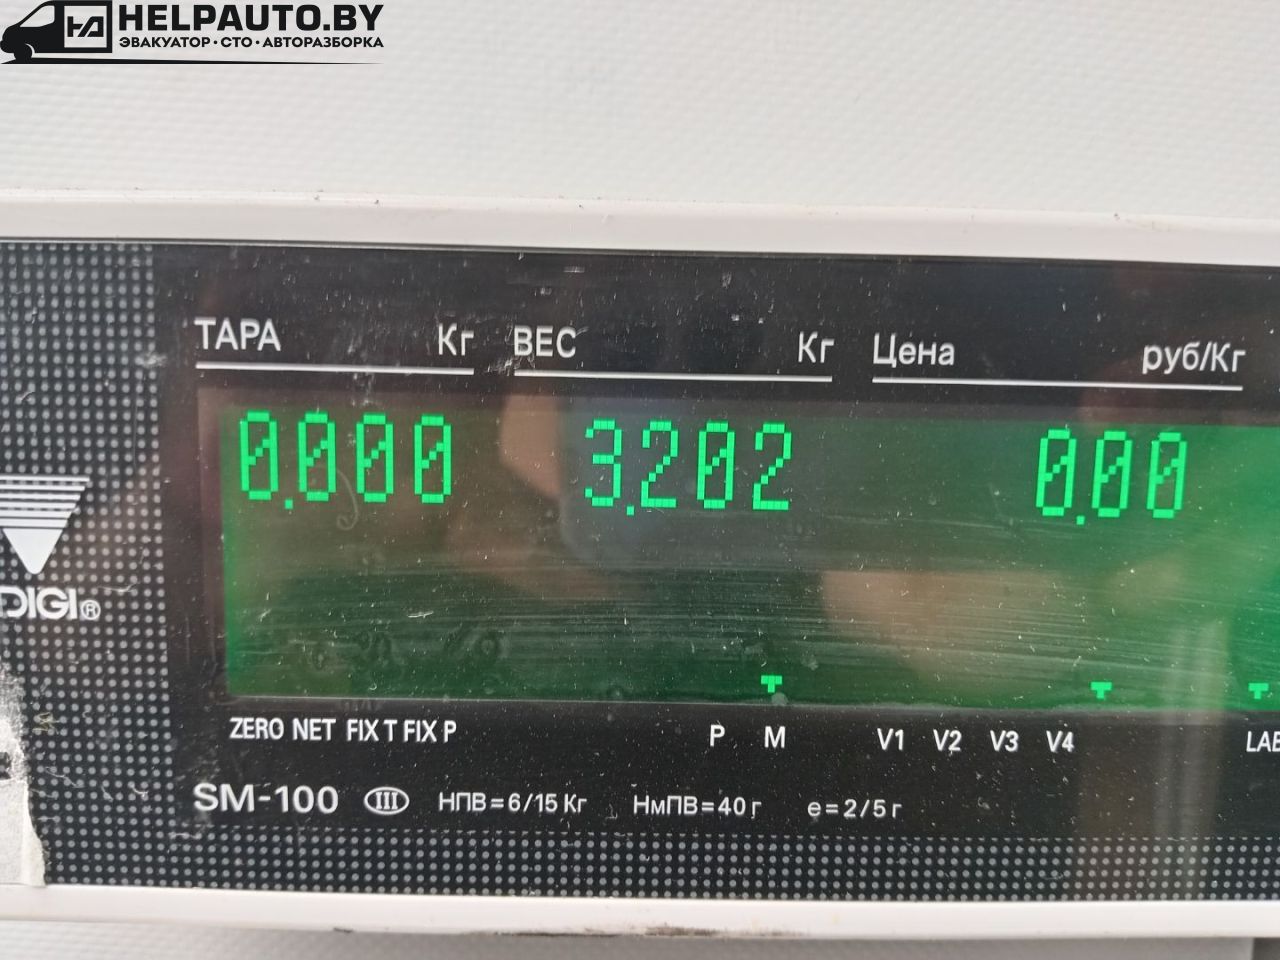 HELPAUTO.BY
ЭВАКУАТОР·СТО·АВТОРАЗБОРКА
ТАРА Кг ВЕС Кг Цена руб/Кг
0.000 3.202 0.00
DIGI®
ZERO NET FIX T FIX P P M V1 V2 V3 V4
SM-100 III НПВ=6/15 Кг НмПВ=40 г е=2/5 г